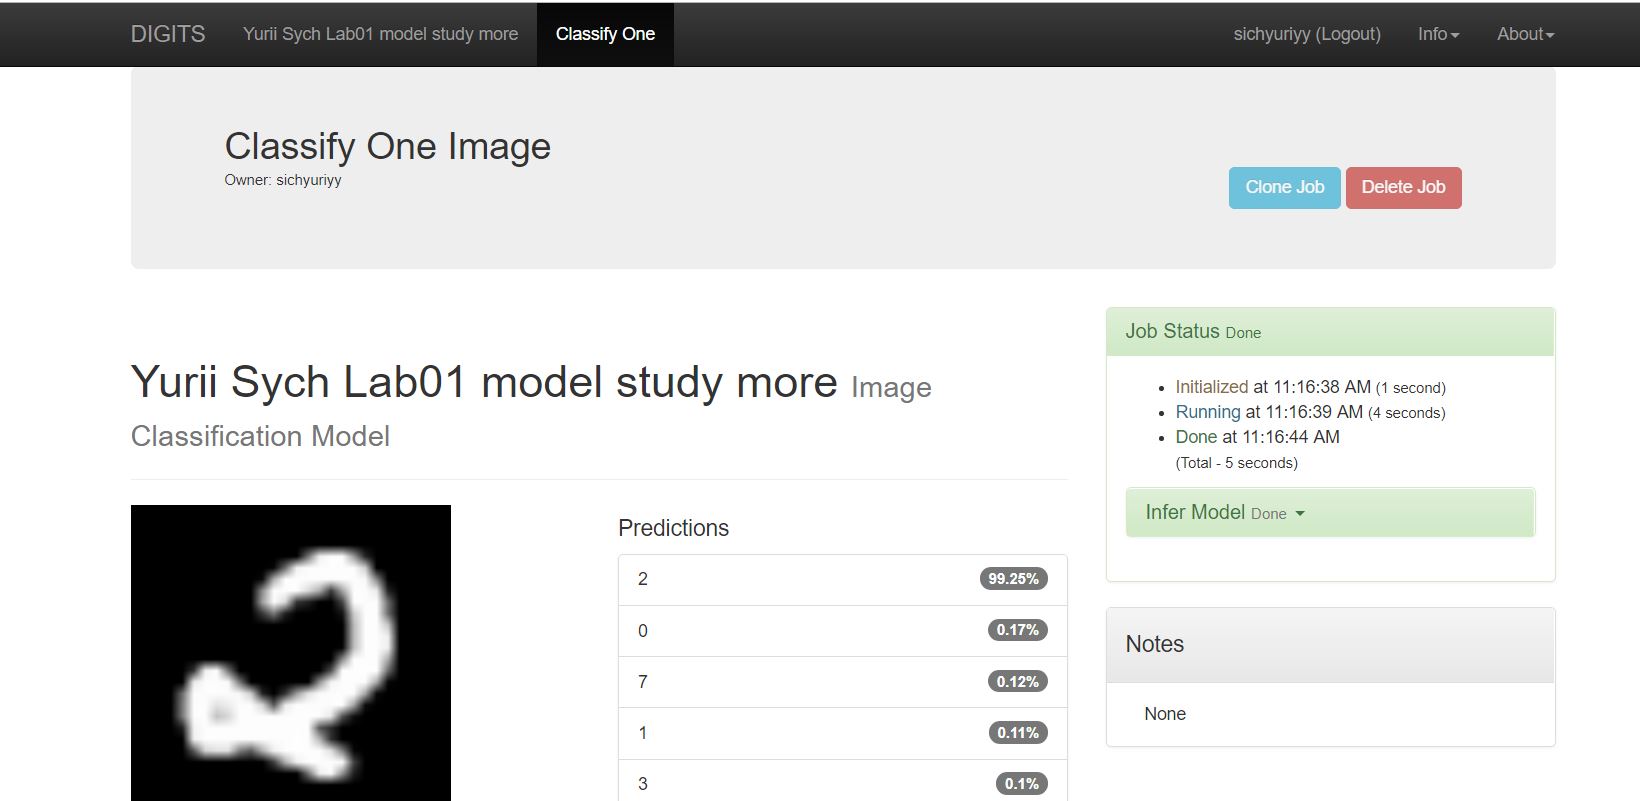 DIGITS Yurii Sych Lab01 model study more Classify One sichyuriyy (Logout) Info About
Classify One Image
Owner: sichyuriyy
Clone Job Delete Job
Yurii Sych Lab01 model study more Image
Classification Model
2
Predictions
2 99.25%
0 0.17%
7 0.12%
1 0.11%
3 0.1%
Job Status Done
Initialized at 11:16:38 AM (1 second)
Running at 11:16:39 AM (4 seconds)
Done at 11:16:44 AM
(Total - 5 seconds)
Infer Model Done
Notes
None